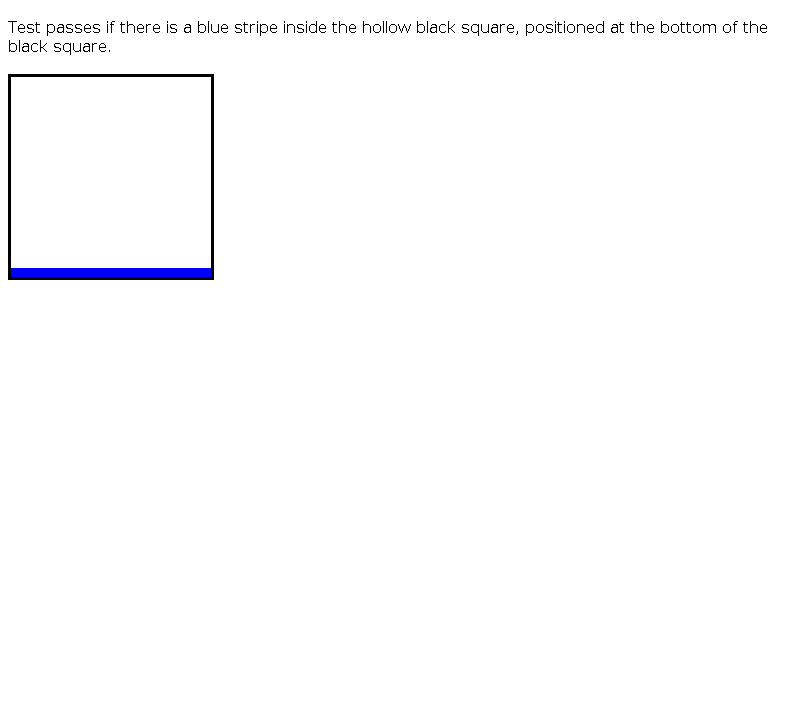 Test passes if there is a blue stripe inside the hollow black square, positioned at the bottom of the
black square.